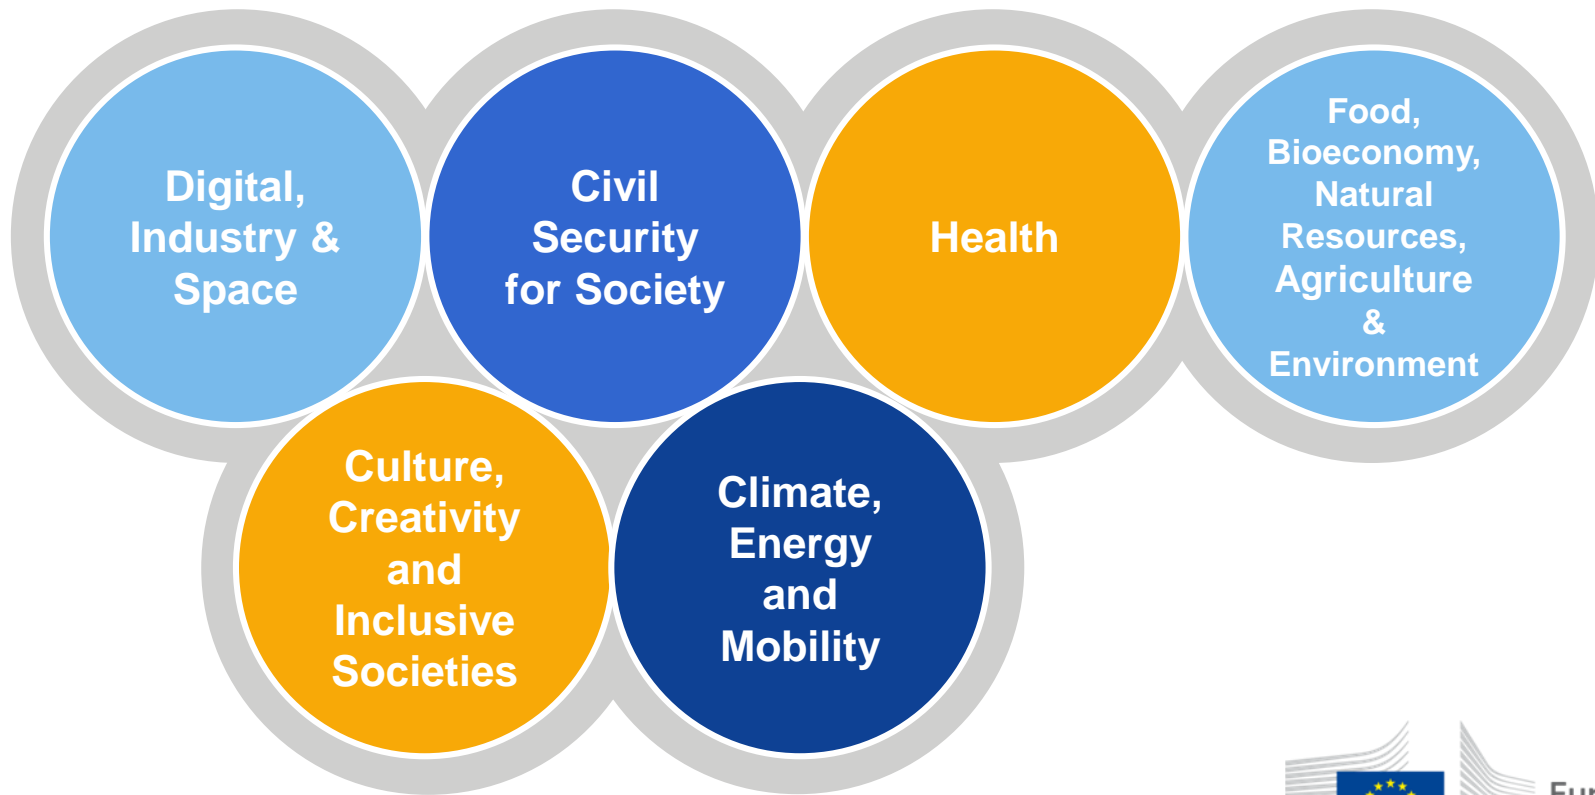 Digital,
Industry &
Space
Civil
Security
for Society
Health
Food,
Bioeconomy,
Natural
Resources,
Agriculture
&
Environment
Culture,
Creativity
and
Inclusive
Societies
Climate,
Energy
and
Mobility